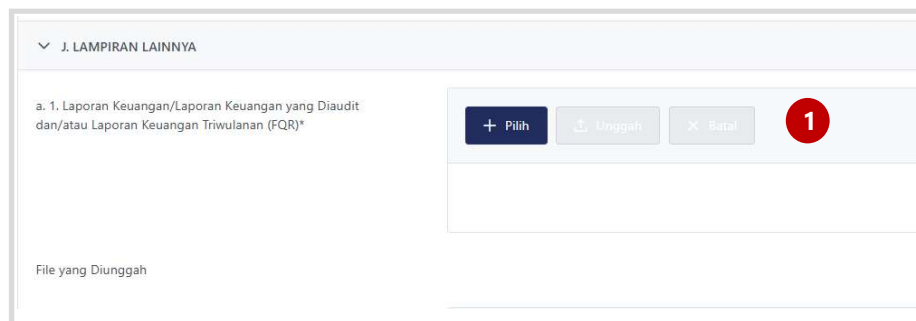 J. LAMPIRAN LAINNYA
a. 1. Laporan Keuangan/Laporan Keuangan yang Diaudit
dan/atau Laporan Keuangan Triwulanan (FQR)*
+ Pilih
Unggah
× Batal
1
File yang Diunggah